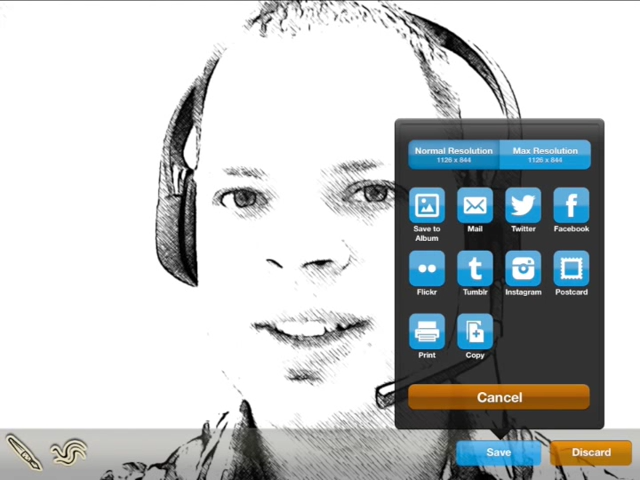 Normal Resolution
1126 x 844
Max Resolution
1126 x 844
Save to
Album
Mail
Twitter
Facebook
Flickr
Tumblr
Instagram
Postcard
Print
Copy
Cancel
Save
Discard